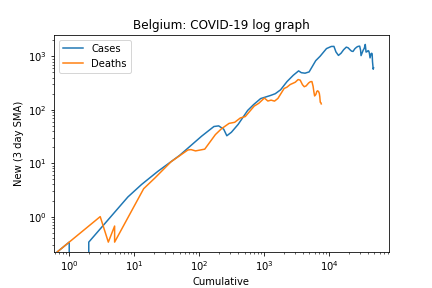 Belgium: COVID-19 log graph
Cases
Deaths
New (3 day SMA)
10³
10²
10¹
10⁰
10⁰ 10¹ 10² 10³ 10⁴
Cumulative